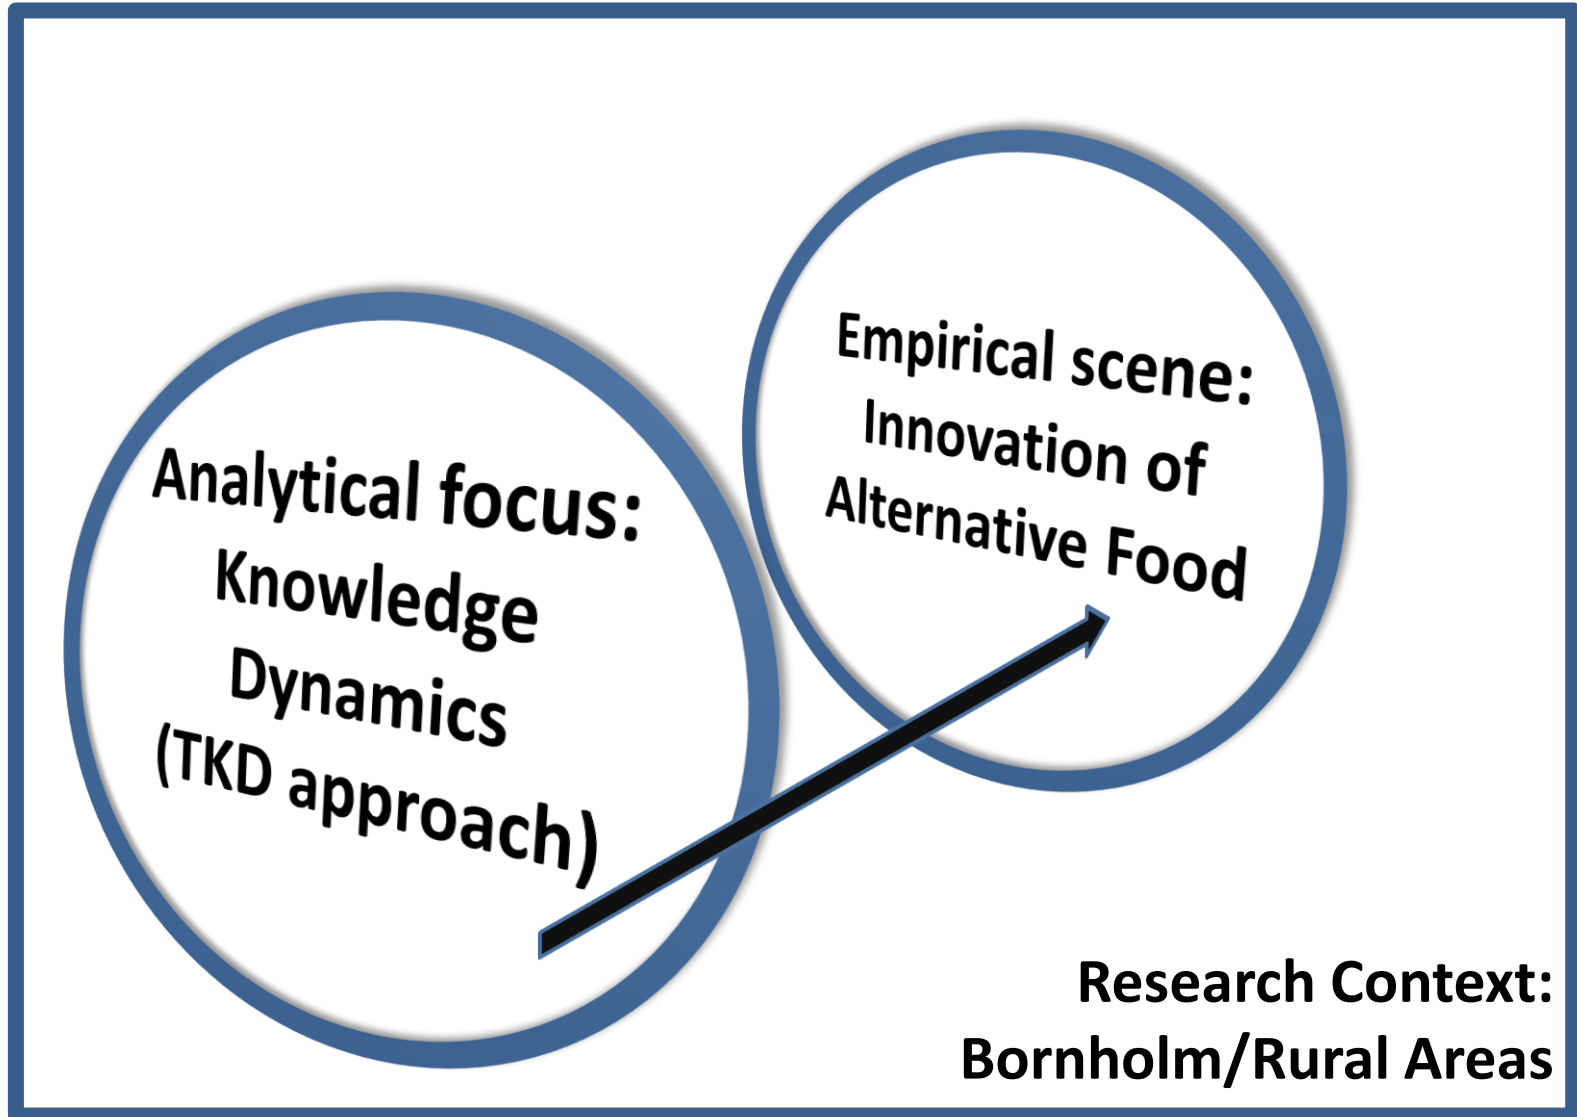 Analytical focus:
Knowledge
Dynamics
(TKD approach)
Empirical scene:
Innovation of
Alternative Food
Research Context:
Bornholm/Rural Areas